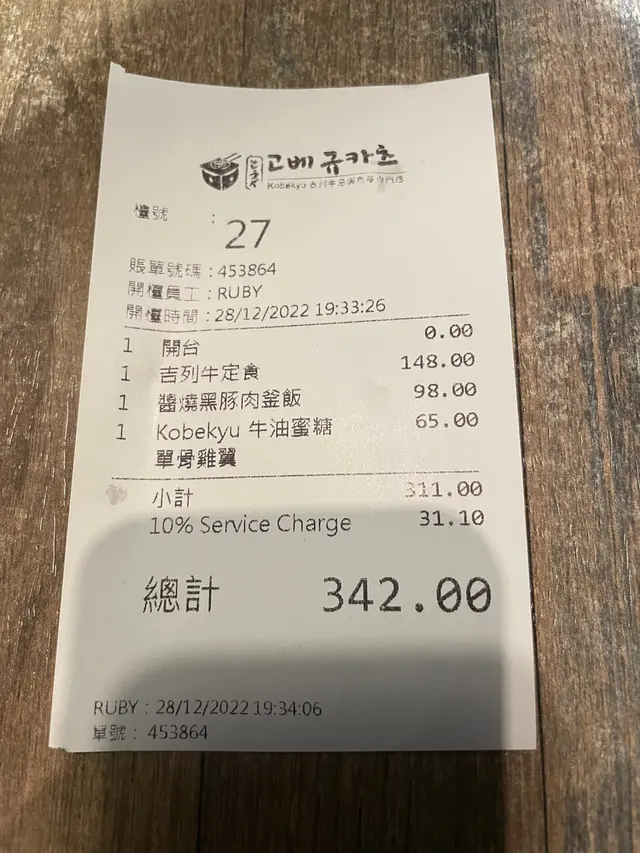 고베 규카츠
Kobekyu 吉列牛
檯號 :
27
賬單號碼 : 453864
開檯員工 : RUBY
開檯時間 : 28/12/2022 19:33:26
1 開台 0.00
1 吉列牛定食 148.00
1 醬燒黑豚肉釜飯 98.00
1 Kobekyu 牛油蜜糖 65.00
單骨雞翼
小計 311.00
10% Service Charge 31.10
總計 342.00
RUBY : 28/12/2022 19:34:06
單號 : 453864